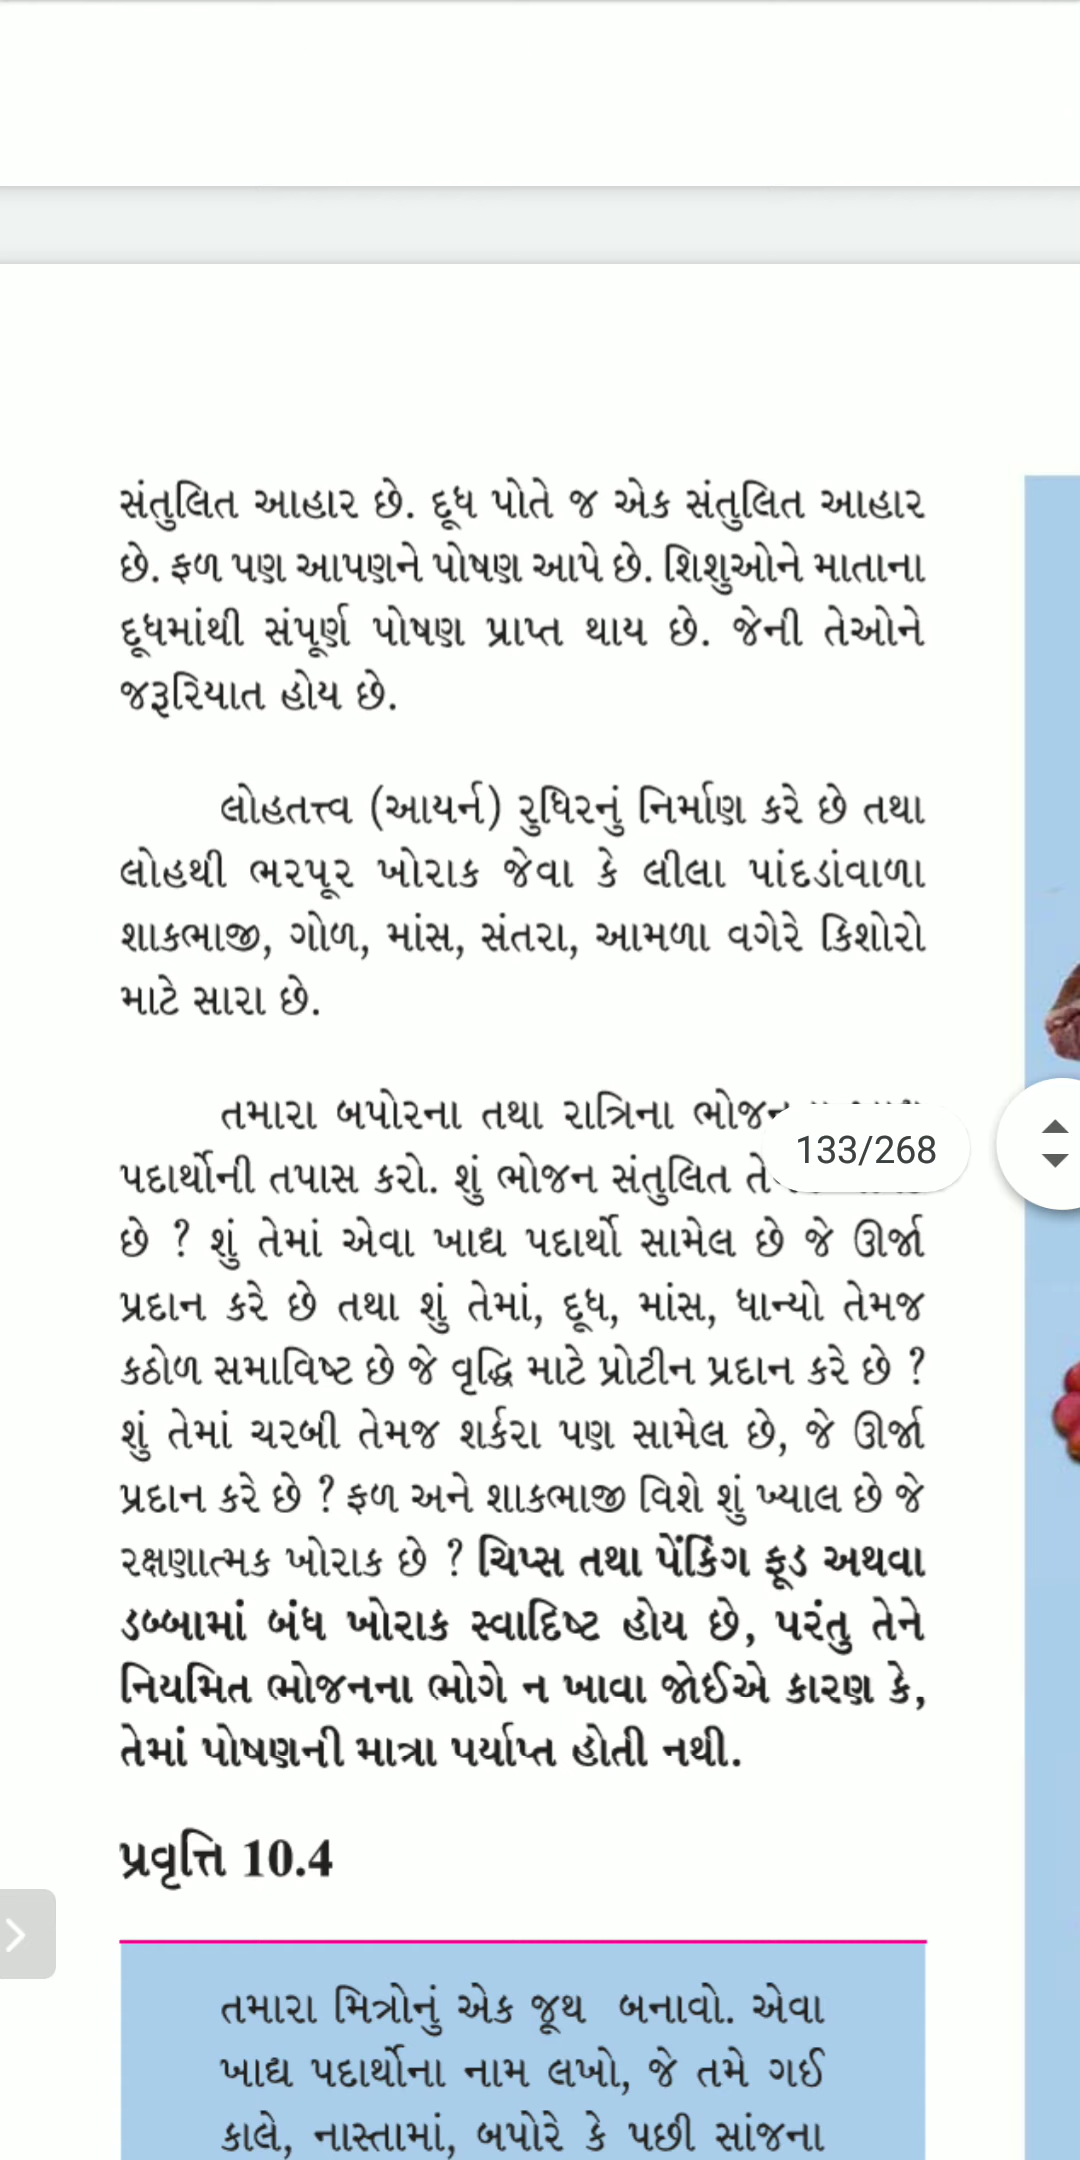 સંતુલિત આહાર છે. દૂધ પોતે જ એક સંતુલિત આહાર
છે. ફળ પણ આપણને પોષણ આપે છે. શિશુઓને માતાના
દૂધમાંથી સંપૂર્ણ પોષણ પ્રાપ્ત થાય છે. જેની તેઓને
જરૂરિયાત હોય છે.
લોહતત્ત્વ (આયર્ન) રુધિરનું નિર્માણ કરે છે તથા
લોહથી ભરપૂર ખોરાક જેવા કે લીલા પાંદડાંવાળા
શાકભાજી, ગોળ, માંસ, સંતરા, આમળા વગેરે કિશોરો
માટે સારા છે.
તમારા બપોરના તથા રાત્રિના
133/268
પદાર્થોની તપાસ કરો. શું ભોજન સંતુલિત
છે ? શું તેમાં એવા ખાદ્ય પદાર્થો સામેલ છે જે ઊર્જા
પ્રદાન કરે છે તથા શું તેમાં, દૂધ, માંસ, ધાન્યો તેમજ
કઠોળ સમાવિષ્ટ છે જે વૃદ્ધિ માટે પ્રોટીન પ્રદાન કરે છે ?
શું તેમાં ચરબી તેમજ શર્કરા પણ સામેલ છે, જે ઊર્જા
પ્રદાન કરે છે ? ફળ અને શાકભાજી વિશે શું ખ્યાલ છે જે
રક્ષણાત્મક ખોરાક છે ? ચિપ્સ તથા પેંકિંગ ફૂડ અથવા
ડબ્બામાં બંધ ખોરાક સ્વાદિષ્ટ હોય છે, પરંતુ તેને
નિયમિત ભોજનના ભોગે ન ખાવા જોઈએ કારણ કે,
તેમાં પોષણની માત્રા પર્યાપ્ત હોતી નથી.
પ્રવૃત્તિ 10.4
તમારા મિત્રોનું એક જૂથ બનાવો. એવા
ખાદ્ય પદાર્થોના નામ લખો, જે તમે ગઈ
કાલે, નાસ્તામાં, બપોરે કે પછી સાંજના